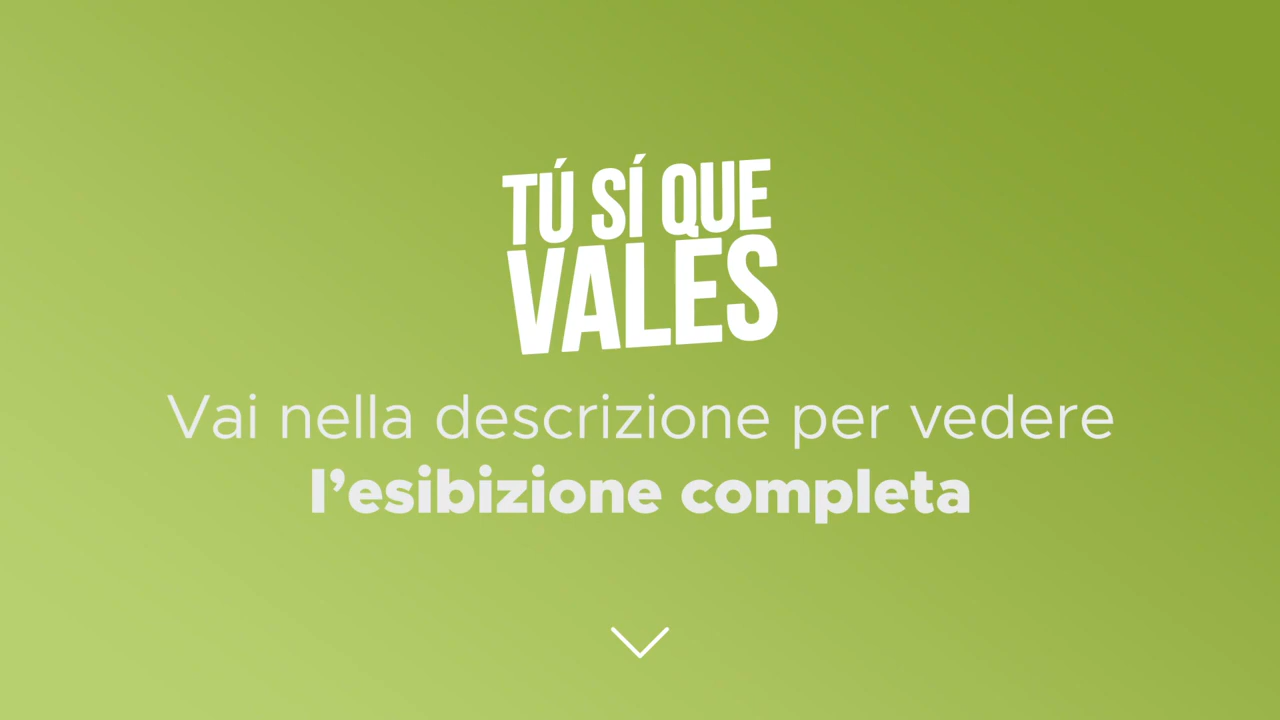 TÚ SÍ QUE
VALES
Vai nella descrizione per vedere
l’esibizione completa